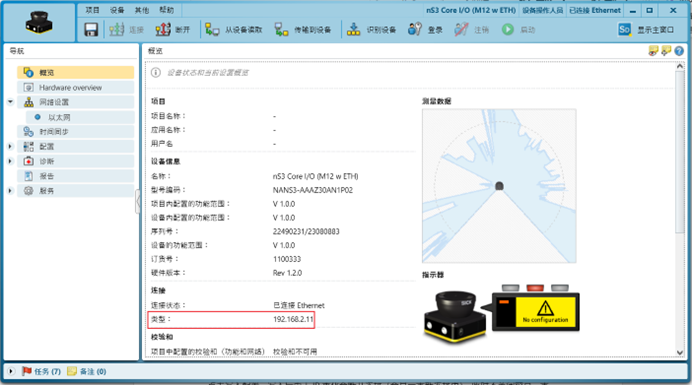 项目 设备 其他 帮助
nS3 Core I/O (M12 w ETH) 设备操作人员 已连接 Ethernet
连接 断开 从设备读取 传输到设备 识别设备 登录 注销 启动 So 显示主窗口
导航
概览
Hardware overview
网络设置
以太网
时间同步
配置
诊断
报告
服务
概览
设备状态和当前设置概览
项目
项目名称： -
应用名称： -
用户名 -
设备信息
名称： nS3 Core I/O (M12 w ETH)
型号编码： NANS3-AAAZ30AN1P02
项目内配置的功能范围： V 1.0.0
设备内配置的功能范围： V 1.0.0
序列号： 22490231/23080883
设备的功能范围： V 1.0.0
订货号： 1100333
硬件版本： Rev 1.2.0
连接
连接状态： 已连接 Ethernet
类型： 192.168.2.11
校验和
项目中配置的校验和（功能和网络） 校验和不可用
测量数据
指示器
No configuration
任务 (7) 备注 (0)